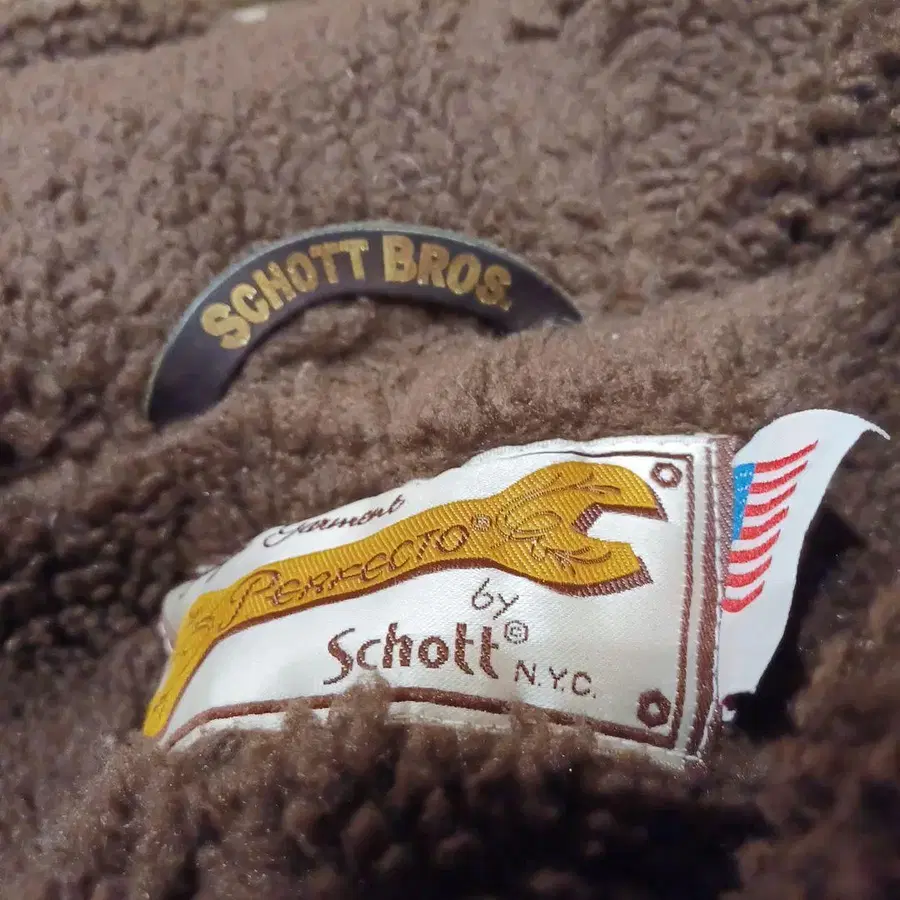 SCHOTT BROS.
Garment
PERFECTO®
by
Schott®
N.Y.C.